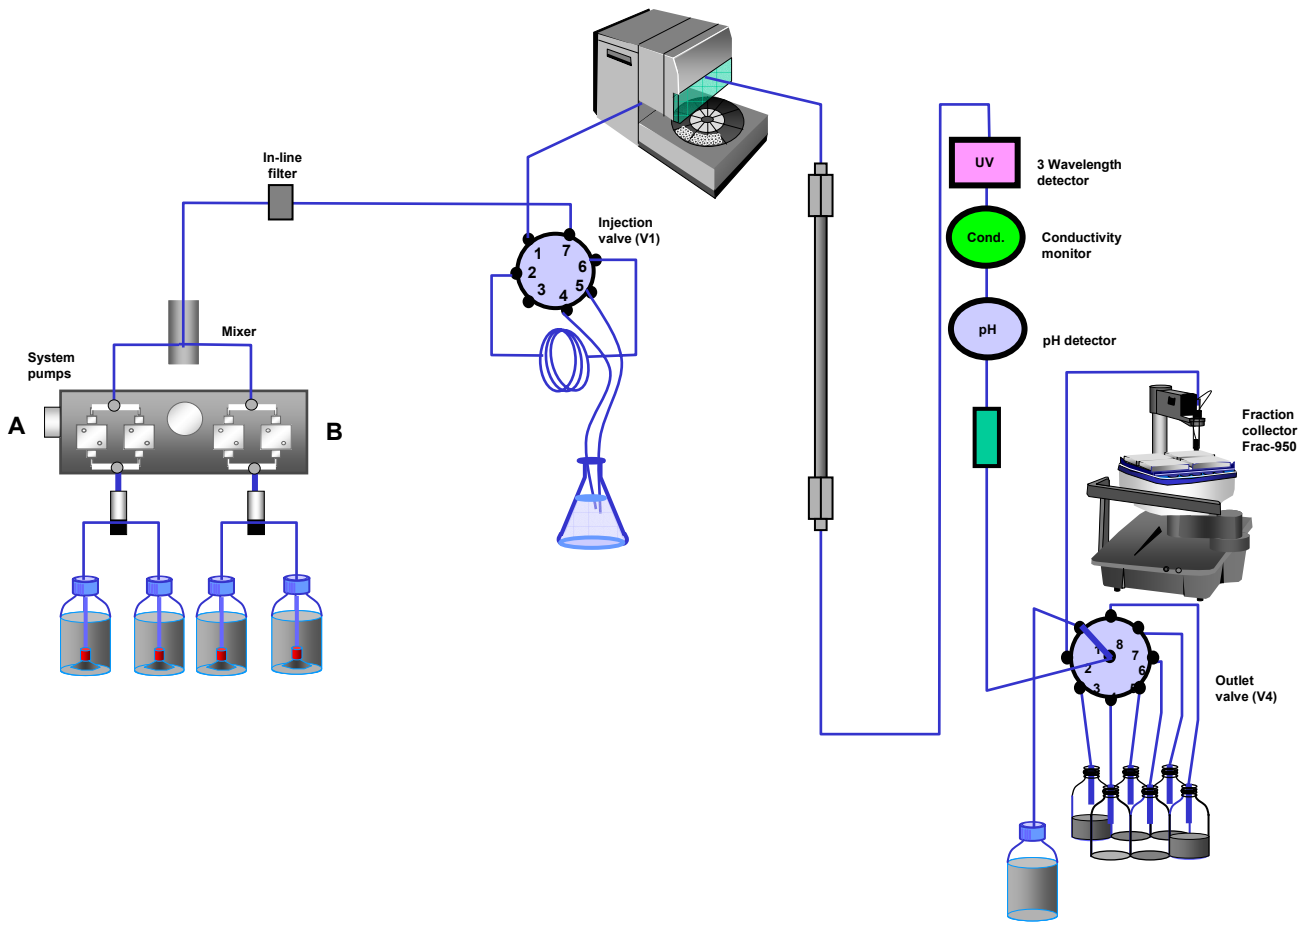 In-line
filter
UV
3 Wavelength
detector
Injection
valve (V1)
1
7
2
6
3
4
5
Cond.
Conductivity
monitor
pH
pH detector
Mixer
System
pumps
A
B
Fraction
collector
Frac-950
1
8
7
2
6
3
4
5
Outlet
valve (V4)